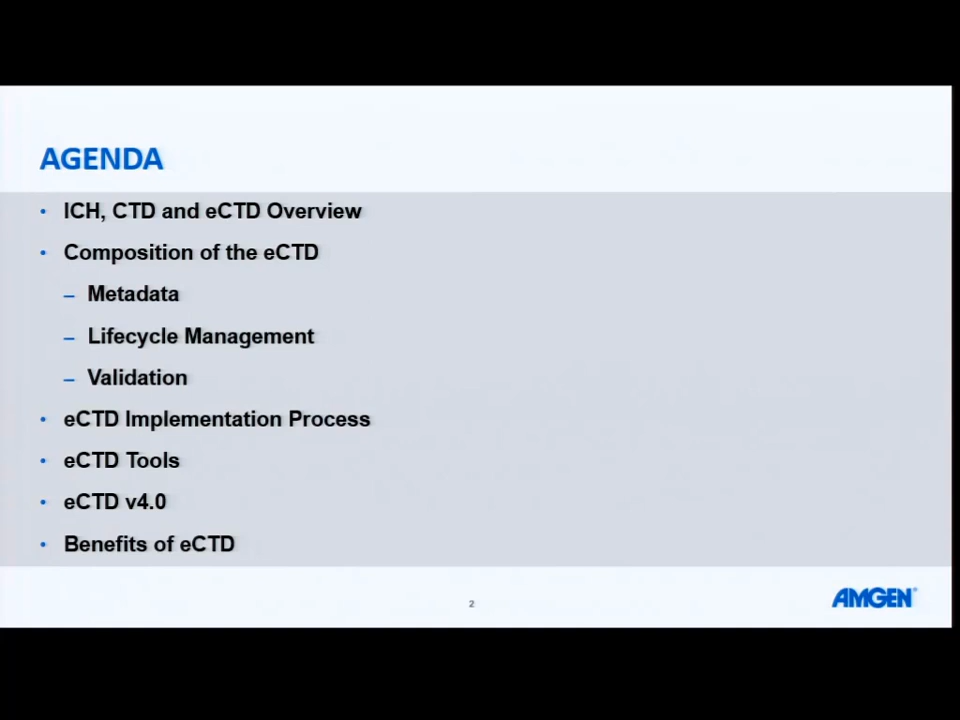 AGENDA
• ICH, CTD and eCTD Overview
• Composition of the eCTD
– Metadata
– Lifecycle Management
– Validation
• eCTD Implementation Process
• eCTD Tools
• eCTD v4.0
• Benefits of eCTD
2
AMGEN®